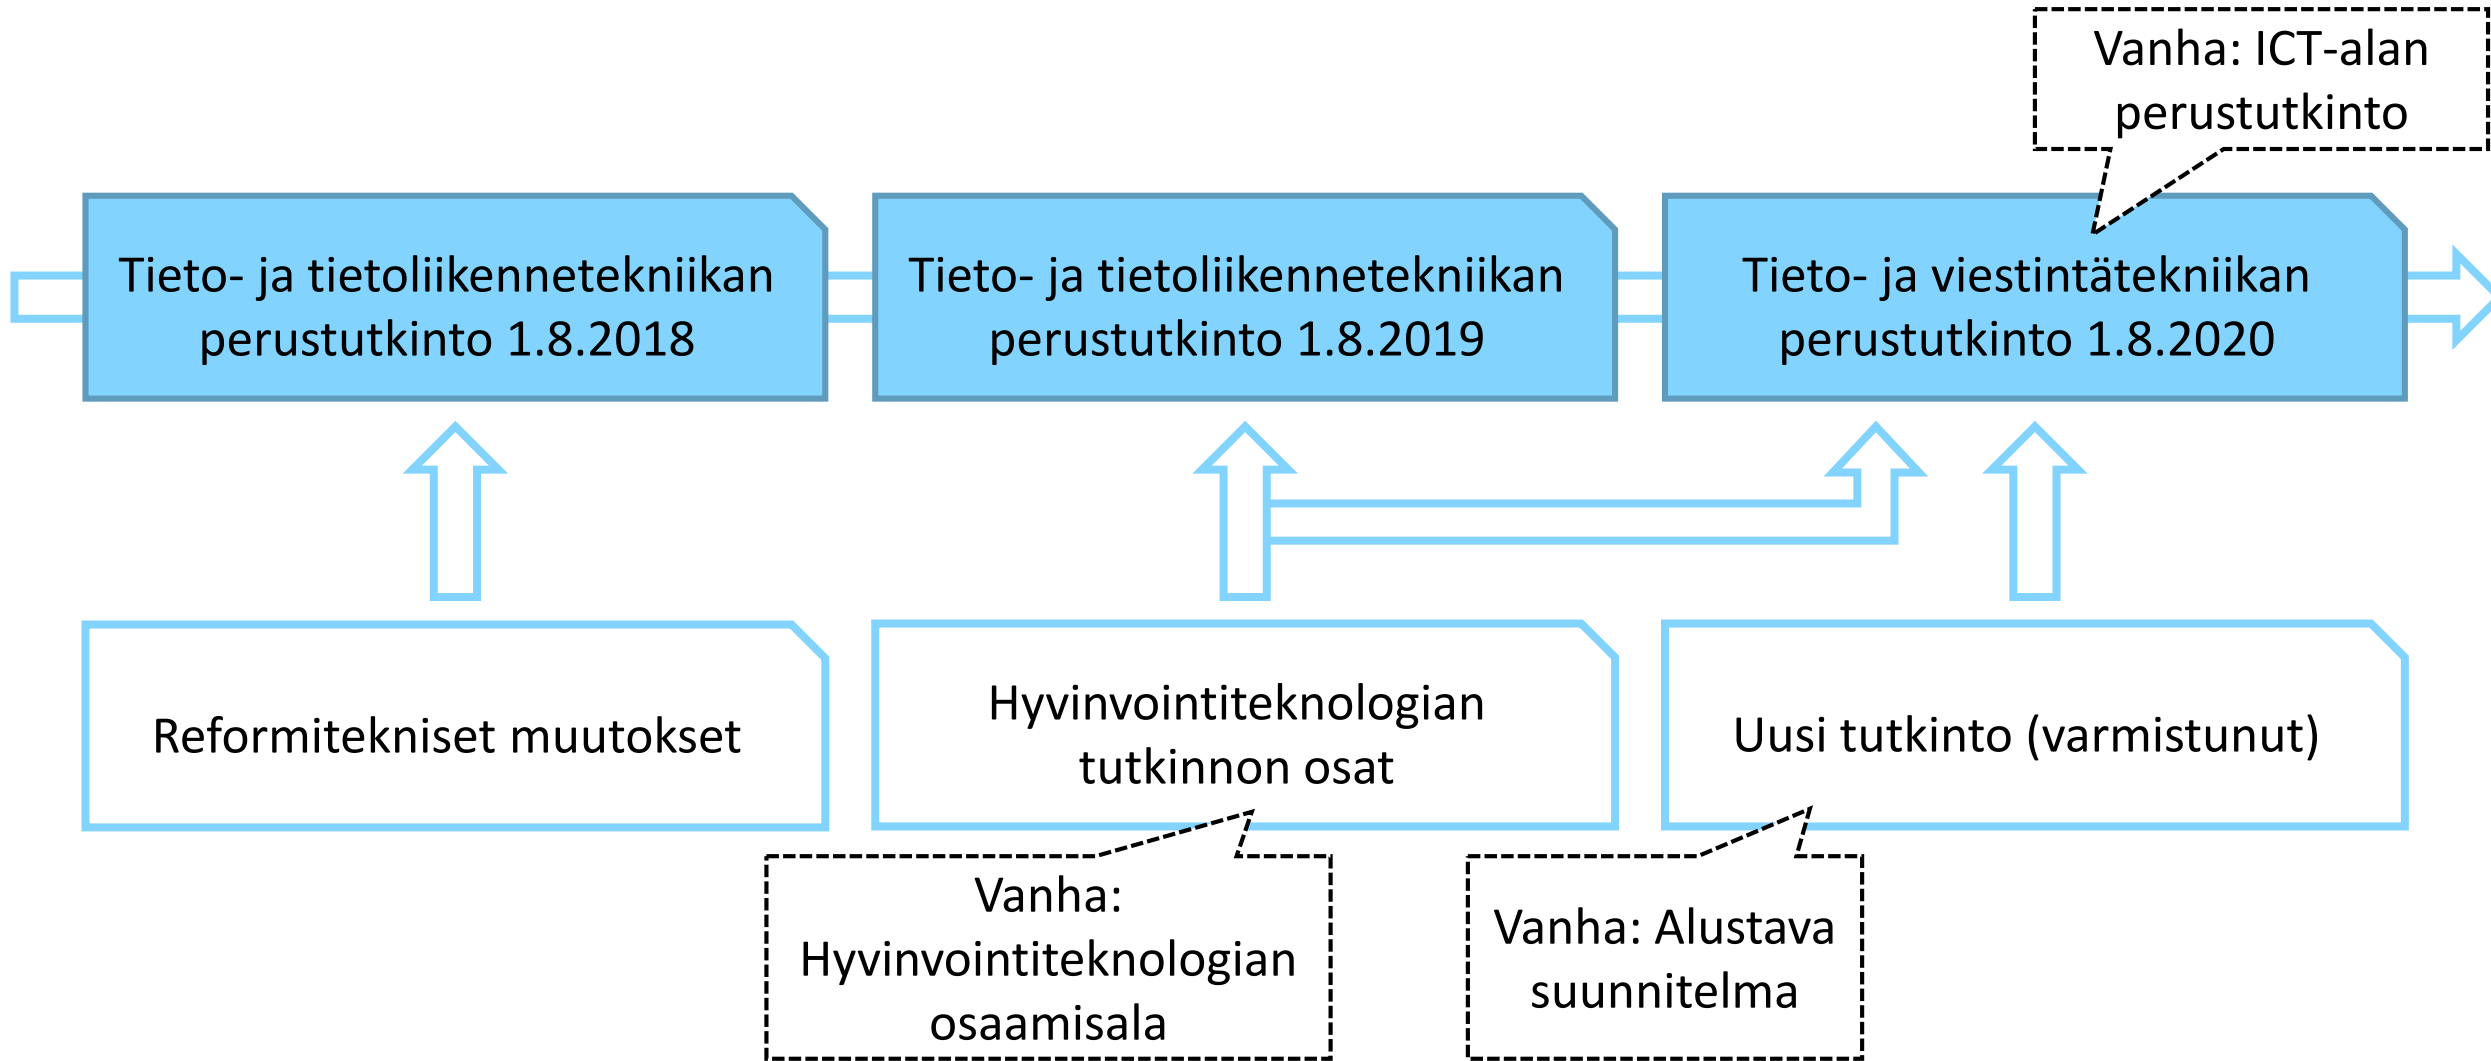 Vanha: ICT-alan
perustutkinto
Tieto- ja tietoliikennetekniikan
perustutkinto 1.8.2018
Tieto- ja tietoliikennetekniikan
perustutkinto 1.8.2019
Tieto- ja viestintätekniikan
perustutkinto 1.8.2020
Reformitekniset muutokset
Hyvinvointiteknologian
tutkinnon osat
Uusi tutkinto (varmistunut)
Vanha:
Hyvinvointiteknologian
osaamisala
Vanha: Alustava
suunnitelma